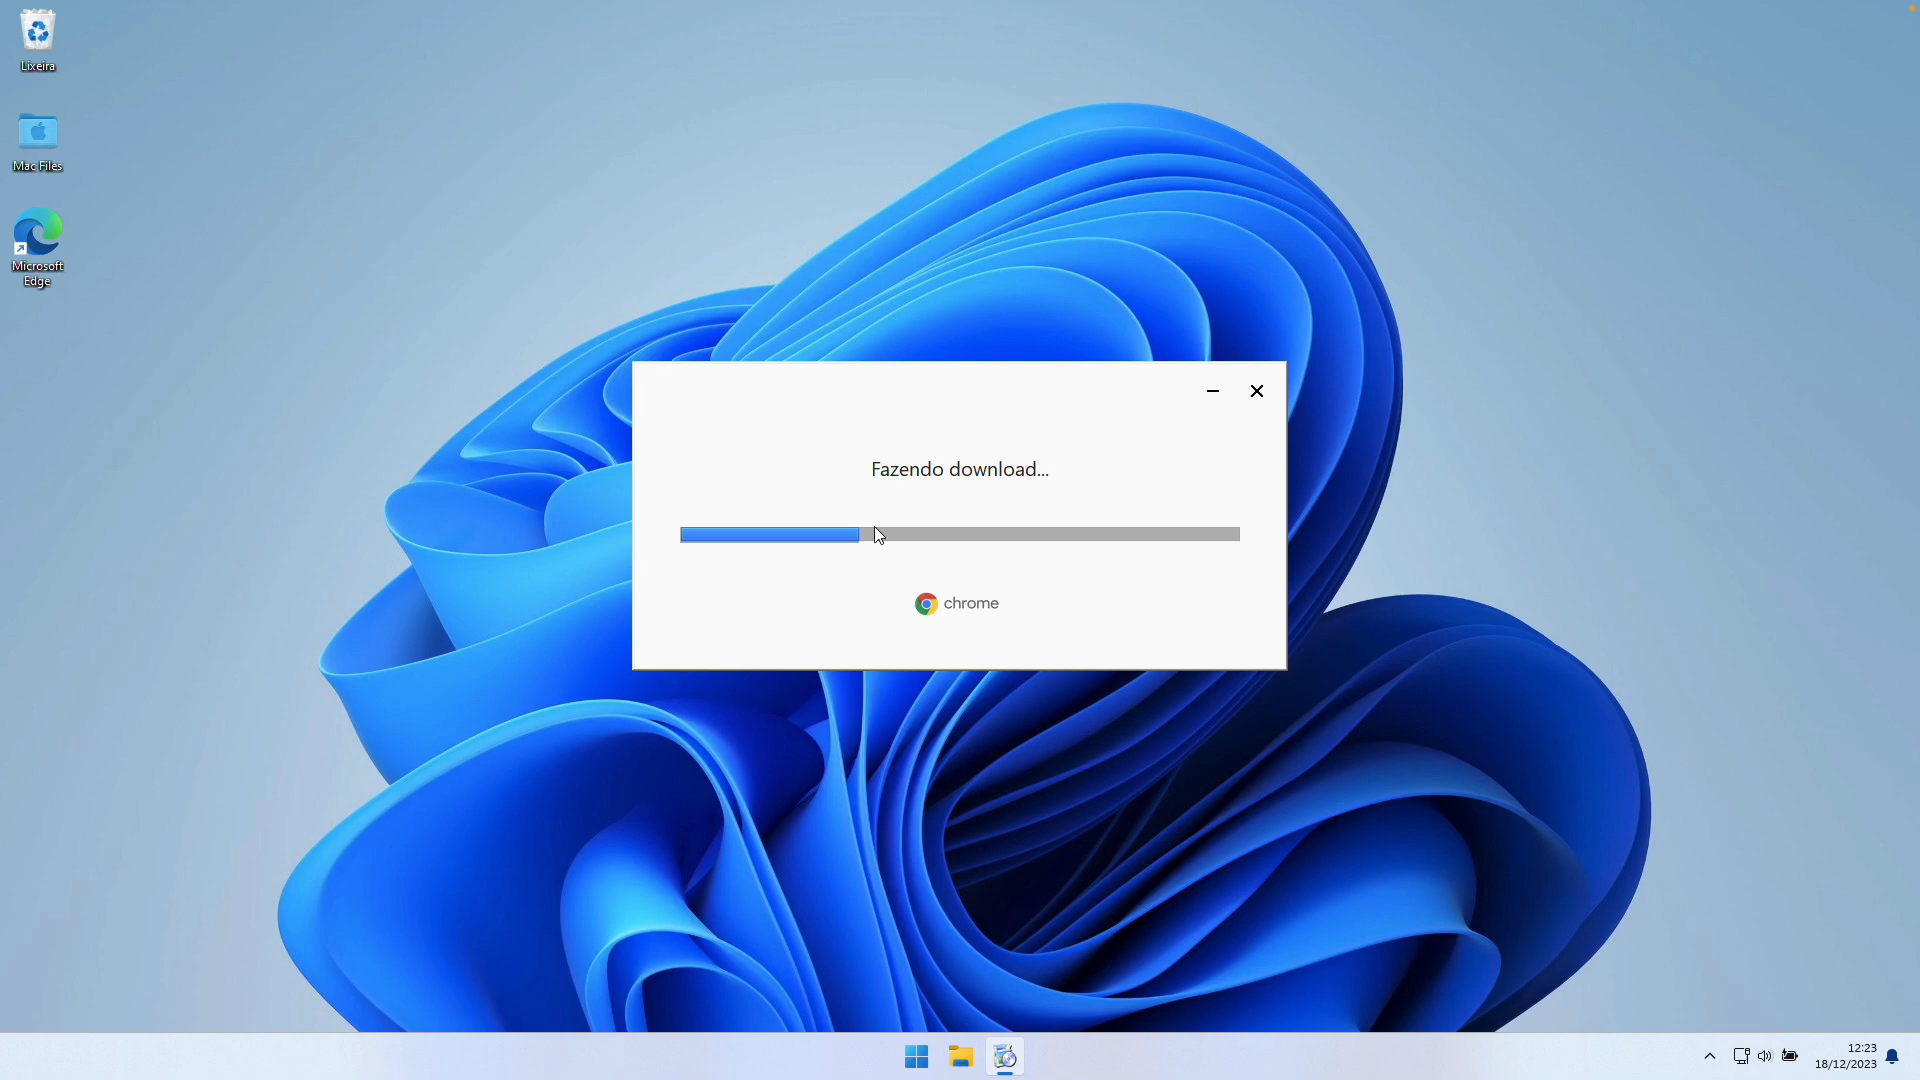 Lixeira
Mac Files
Microsoft
Edge
Fazendo download...
chrome
12:23
18/12/2023